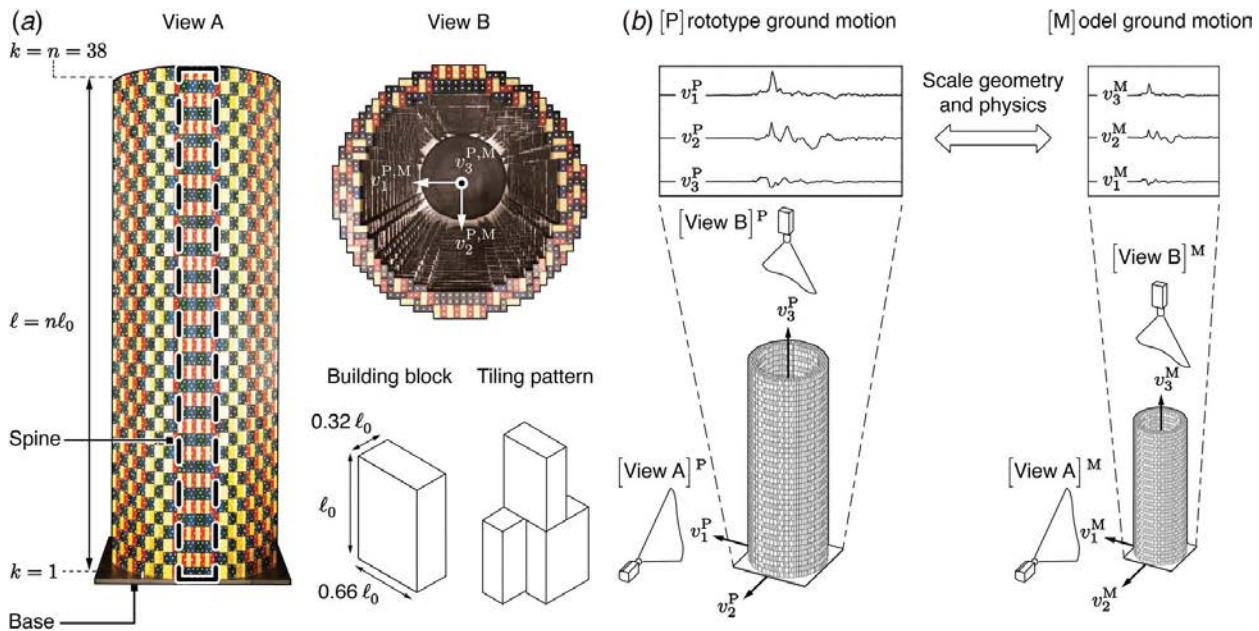 (a)
View A
View B
(b)
[P]rototype ground motion
[M]odel ground motion
k = n = 38
ℓ = nℓ₀
Spine
k = 1
Base
v₁ᴾ,ᴹ
v₃ᴾ,ᴹ
v₂ᴾ,ᴹ
Building block
Tiling pattern
0.32 ℓ₀
ℓ₀
0.66 ℓ₀
v₁ᴾ
v₂ᴾ
v₃ᴾ
Scale geometry
and physics
v₃ᴹ
v₂ᴹ
v₁ᴹ
[View B]ᴾ
v₃ᴾ
[View A]ᴾ
v₁ᴾ
v₂ᴾ
[View B]ᴹ
v₃ᴹ
[View A]ᴹ
v₁ᴹ
v₂ᴹ